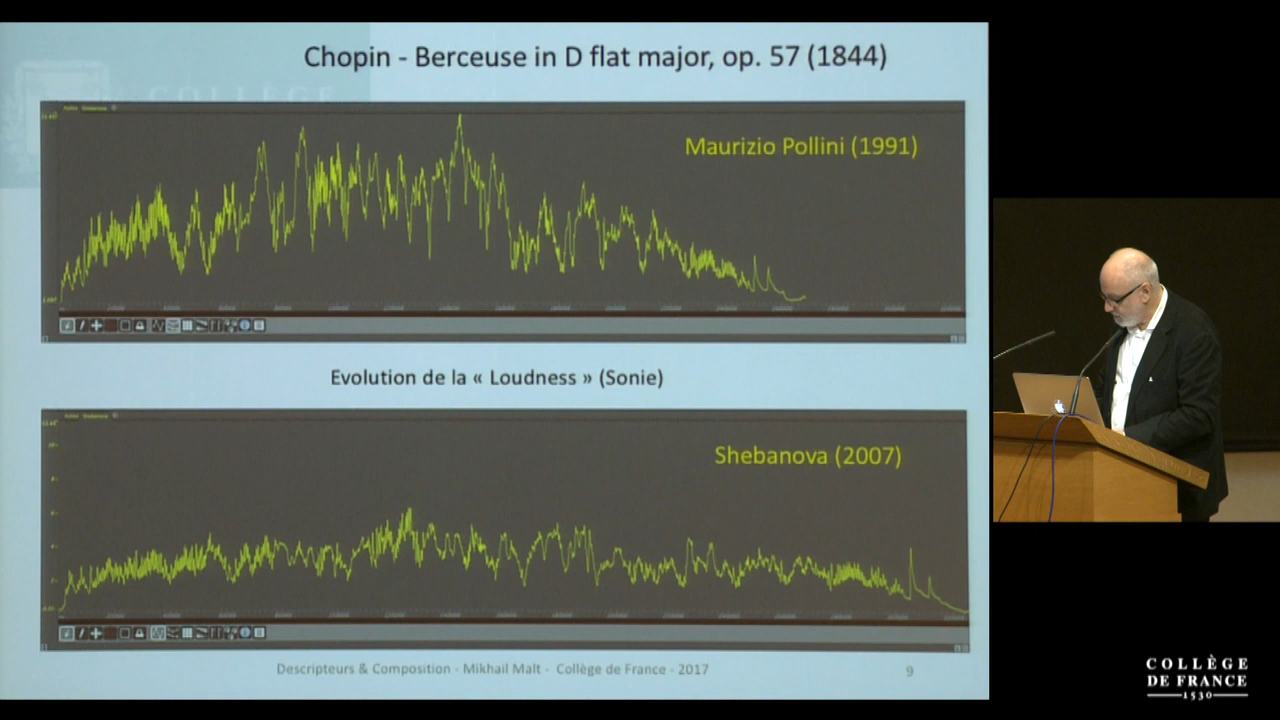 COLLÈGE
Chopin - Berceuse in D flat major, op. 57 (1844)
Maurizio Pollini (1991)
Evolution de la « Loudness » (Sonie)
Shebanova (2007)
Descripteurs & Composition - Mikhail Malt - Collège de France - 2017
9
COLLÈGE
DE FRANCE
1530